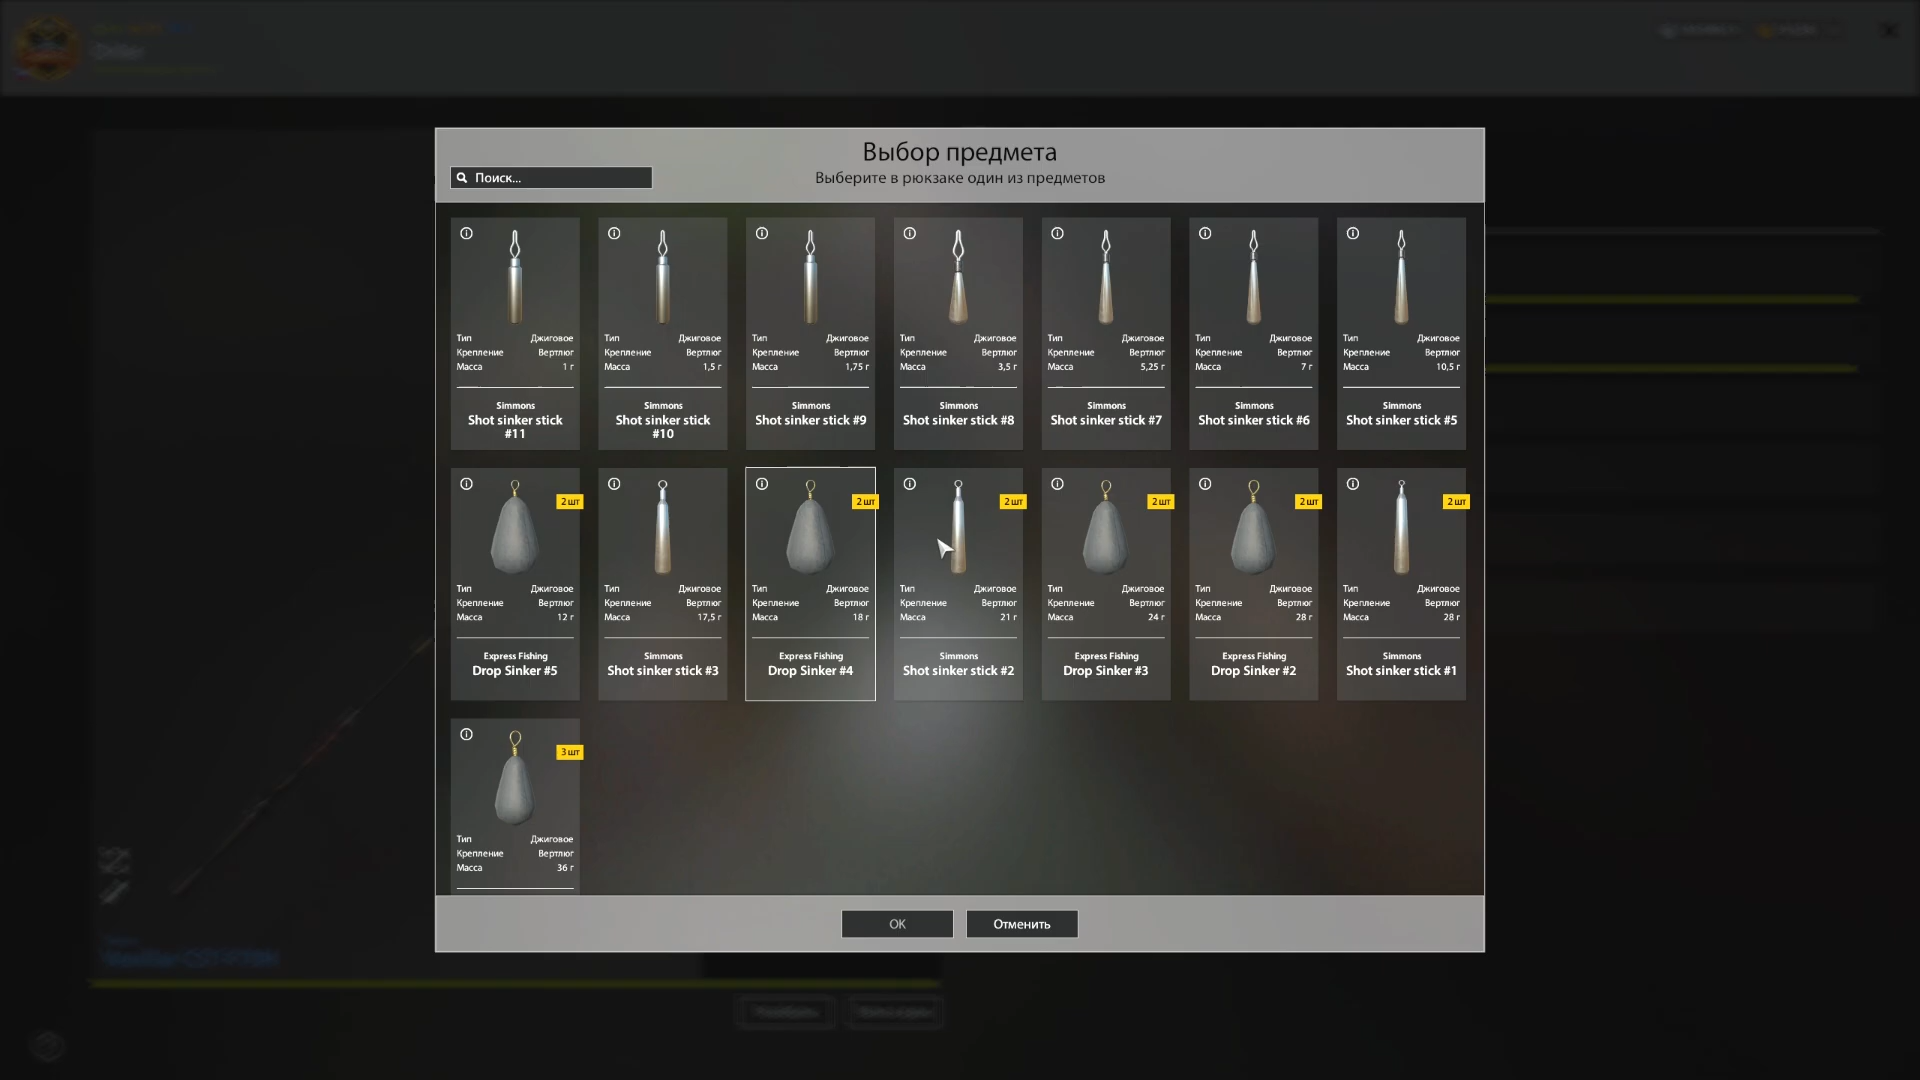 Выбор предмета
Поиск...
Выберите в рюкзаке один из предметов
Тип Джиговое
Крепление Вертлюг
Масса 1 г
Simmons
Shot sinker stick
#11
Тип Джиговое
Крепление Вертлюг
Масса 1,5 г
Simmons
Shot sinker stick
#10
Тип Джиговое
Крепление Вертлюг
Масса 1,75 г
Simmons
Shot sinker stick #9
Тип Джиговое
Крепление Вертлюг
Масса 3,5 г
Simmons
Shot sinker stick #8
Тип Джиговое
Крепление Вертлюг
Масса 5,25 г
Simmons
Shot sinker stick #7
Тип Джиговое
Крепление Вертлюг
Масса 7 г
Simmons
Shot sinker stick #6
Тип Джиговое
Крепление Вертлюг
Масса 10,5 г
Simmons
Shot sinker stick #5
2 шт
Тип Джиговое
Крепление Вертлюг
Масса 12 г
Express Fishing
Drop Sinker #5
Тип Джиговое
Крепление Вертлюг
Масса 17,5 г
Simmons
Shot sinker stick #3
2 шт
Тип Джиговое
Крепление Вертлюг
Масса 18 г
Express Fishing
Drop Sinker #4
2 шт
Тип Джиговое
Крепление Вертлюг
Масса 21 г
Simmons
Shot sinker stick #2
2 шт
Тип Джиговое
Крепление Вертлюг
Масса 24 г
Express Fishing
Drop Sinker #3
2 шт
Тип Джиговое
Крепление Вертлюг
Масса 28 г
Express Fishing
Drop Sinker #2
2 шт
Тип Джиговое
Крепление Вертлюг
Масса 28 г
Simmons
Shot sinker stick #1
3 шт
Тип Джиговое
Крепление Вертлюг
Масса 36 г
ОК
Отменить